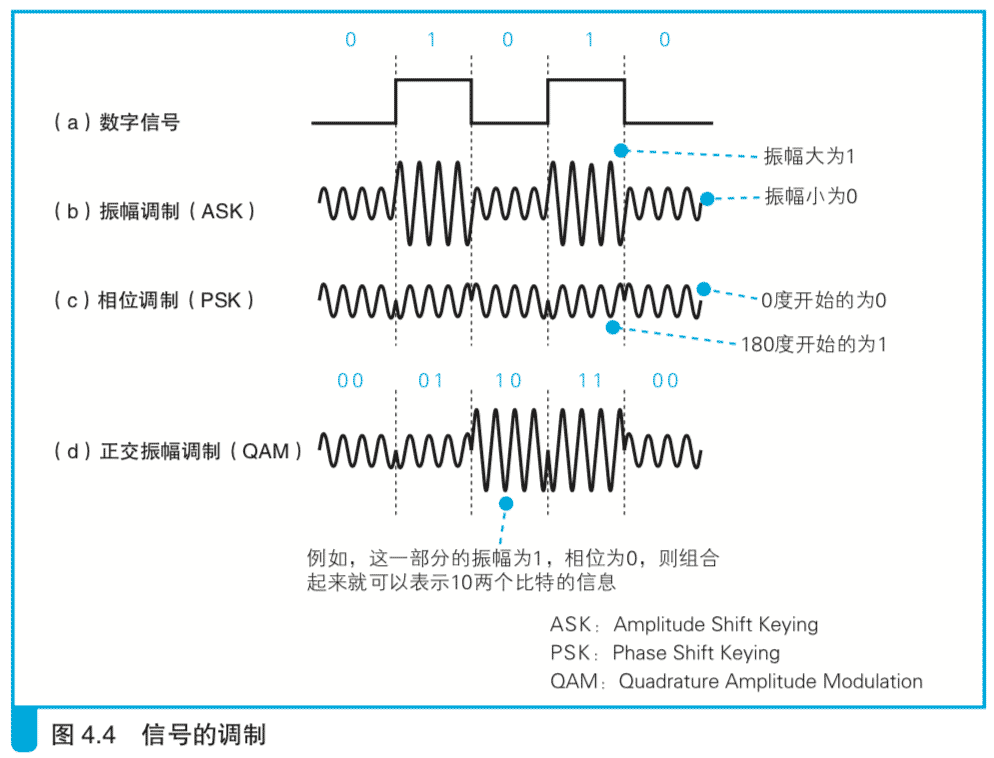 0 1 0 1 0
（a）数字信号
振幅大为1
（b）振幅调制（ASK）
振幅小为0
（c）相位调制（PSK）
0度开始的为0
180度开始的为1
00 01 10 11 00
（d）正交振幅调制（QAM）
例如，这一部分的振幅为1，相位为0，则组合
起来就可以表示10两个比特的信息
ASK：Amplitude Shift Keying
PSK：Phase Shift Keying
QAM：Quadrature Amplitude Modulation
图 4.4　信号的调制